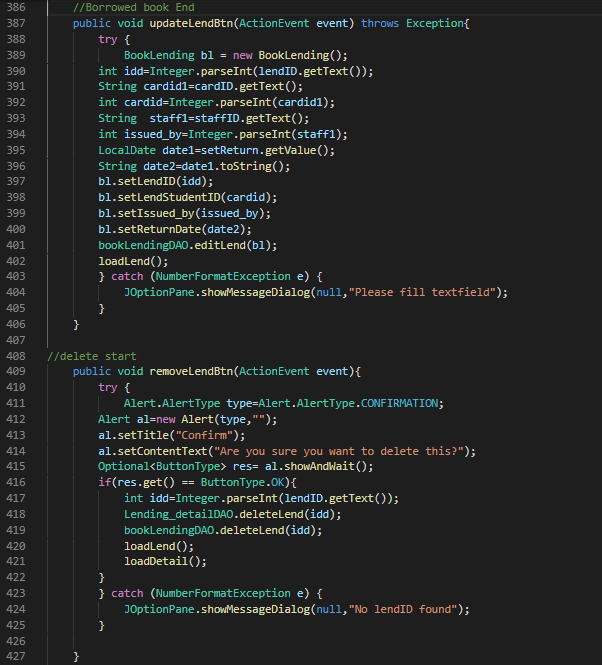 386 //Borrowed book End
387 public void updateLendBtn(ActionEvent event) throws Exception{
388 try {
389 BookLending bl = new BookLending();
390 int idd=Integer.parseInt(lendID.getText());
391 String cardid1=cardID.getText();
392 int cardid=Integer.parseInt(cardid1);
393 String  staff1=staffID.getText();
394 int issued_by=Integer.parseInt(staff1);
395 LocalDate date1=setReturn.getValue();
396 String date2=date1.toString();
397 bl.setLendID(idd);
398 bl.setLendStudentID(cardid);
399 bl.setIssued_by(issued_by);
400 bl.setReturnDate(date2);
401 bookLendingDAO.editLend(bl);
402 loadLend();
403 } catch (NumberFormatException e) {
404 JOptionPane.showMessageDialog(null,"Please fill textfield");
405 }
406 }
407
408 //delete start
409 public void removeLendBtn(ActionEvent event){
410 try {
411 Alert.AlertType type=Alert.AlertType.CONFIRMATION;
412 Alert al=new Alert(type,"");
413 al.setTitle("Confirm");
414 al.setContentText("Are you sure you want to delete this?");
415 Optional<ButtonType> res= al.showAndWait();
416 if(res.get() == ButtonType.OK){
417 int idd=Integer.parseInt(lendID.getText());
418 Lending_detailDAO.deleteLend(idd);
419 bookLendingDAO.deleteLend(idd);
420 loadLend();
421 loadDetail();
422 }
423 } catch (NumberFormatException e) {
424 JOptionPane.showMessageDialog(null,"No lendID found");
425 }
426
427 }